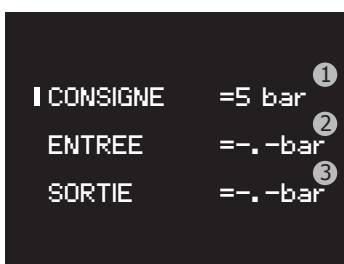 CONSIGNE =5 bar 1
ENTREE =-.-bar 2
SORTIE =-.-bar 3